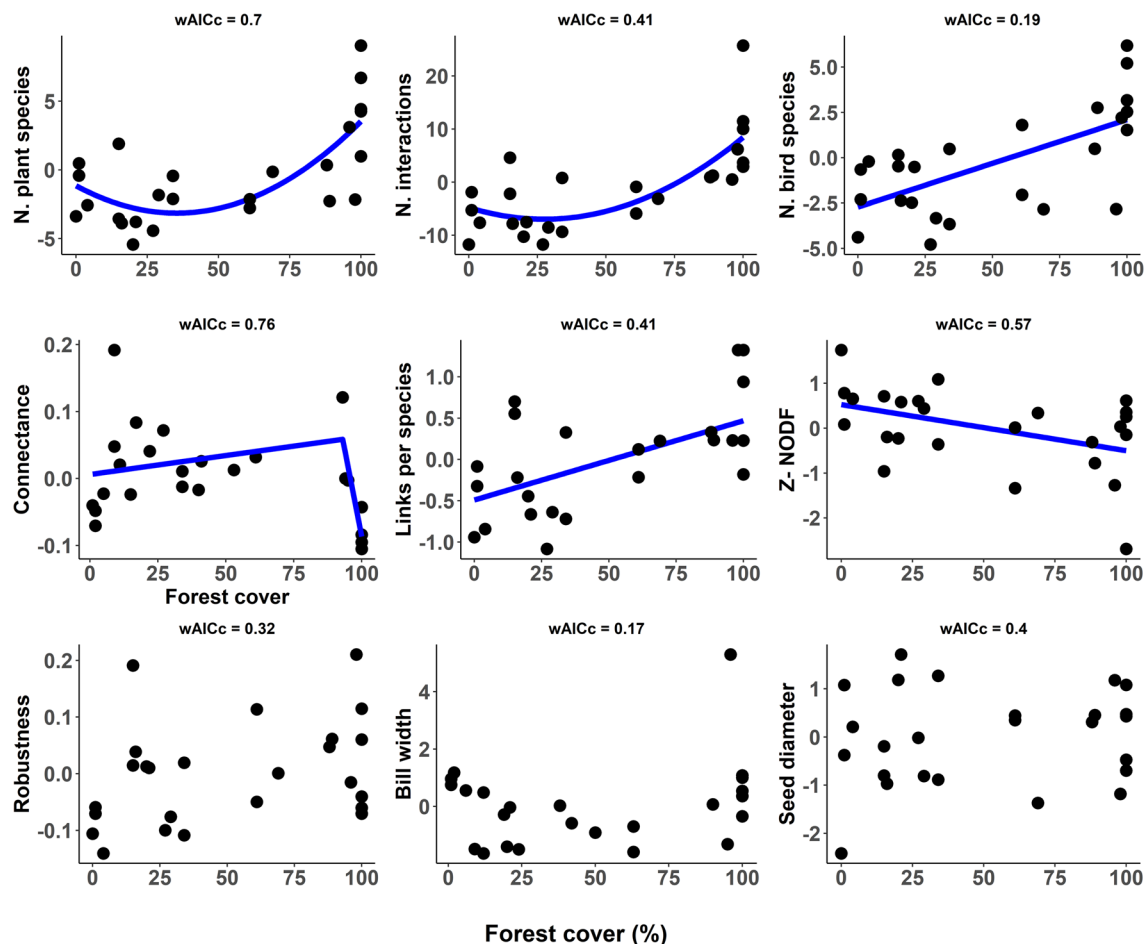 wAICc = 0.7
N. plant species
5
0
-5
0 25 50 75 100
wAICc = 0.41
N. interactions
20
10
0
-10
0 25 50 75 100
wAICc = 0.19
N. bird species
5.0
2.5
0.0
-2.5
-5.0
0 25 50 75 100
wAICc = 0.76
Connectance
0.2
0.1
0.0
-0.1
0 25 50 75 100
Forest cover
wAICc = 0.41
Links per species
1.0
0.5
0.0
-0.5
-1.0
0 25 50 75 100
wAICc = 0.57
Z- NODF
1
0
-1
-2
0 25 50 75 100
wAICc = 0.32
Robustness
0.2
0.1
0.0
-0.1
0 25 50 75 100
wAICc = 0.17
Bill width
4
2
0
0 25 50 75 100
wAICc = 0.4
Seed diameter
1
0
-1
-2
0 25 50 75 100
Forest cover (%)